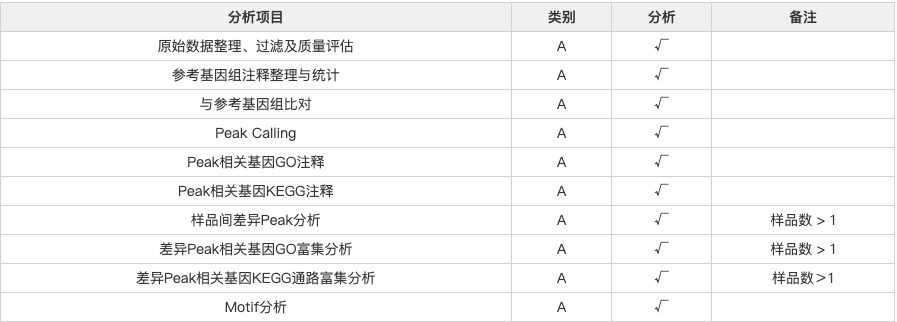 分析项目 类别 分析 备注
原始数据整理、过滤及质量评估 A √
参考基因组注释整理与统计 A √
与参考基因组比对 A √
Peak Calling A √
Peak相关基因GO注释 A √
Peak相关基因KEGG注释 A √
样品间差异Peak分析 A √ 样品数 > 1
差异Peak相关基因GO富集分析 A √ 样品数 > 1
差异Peak相关基因KEGG通路富集分析 A √ 样品数＞1
Motif分析 A √